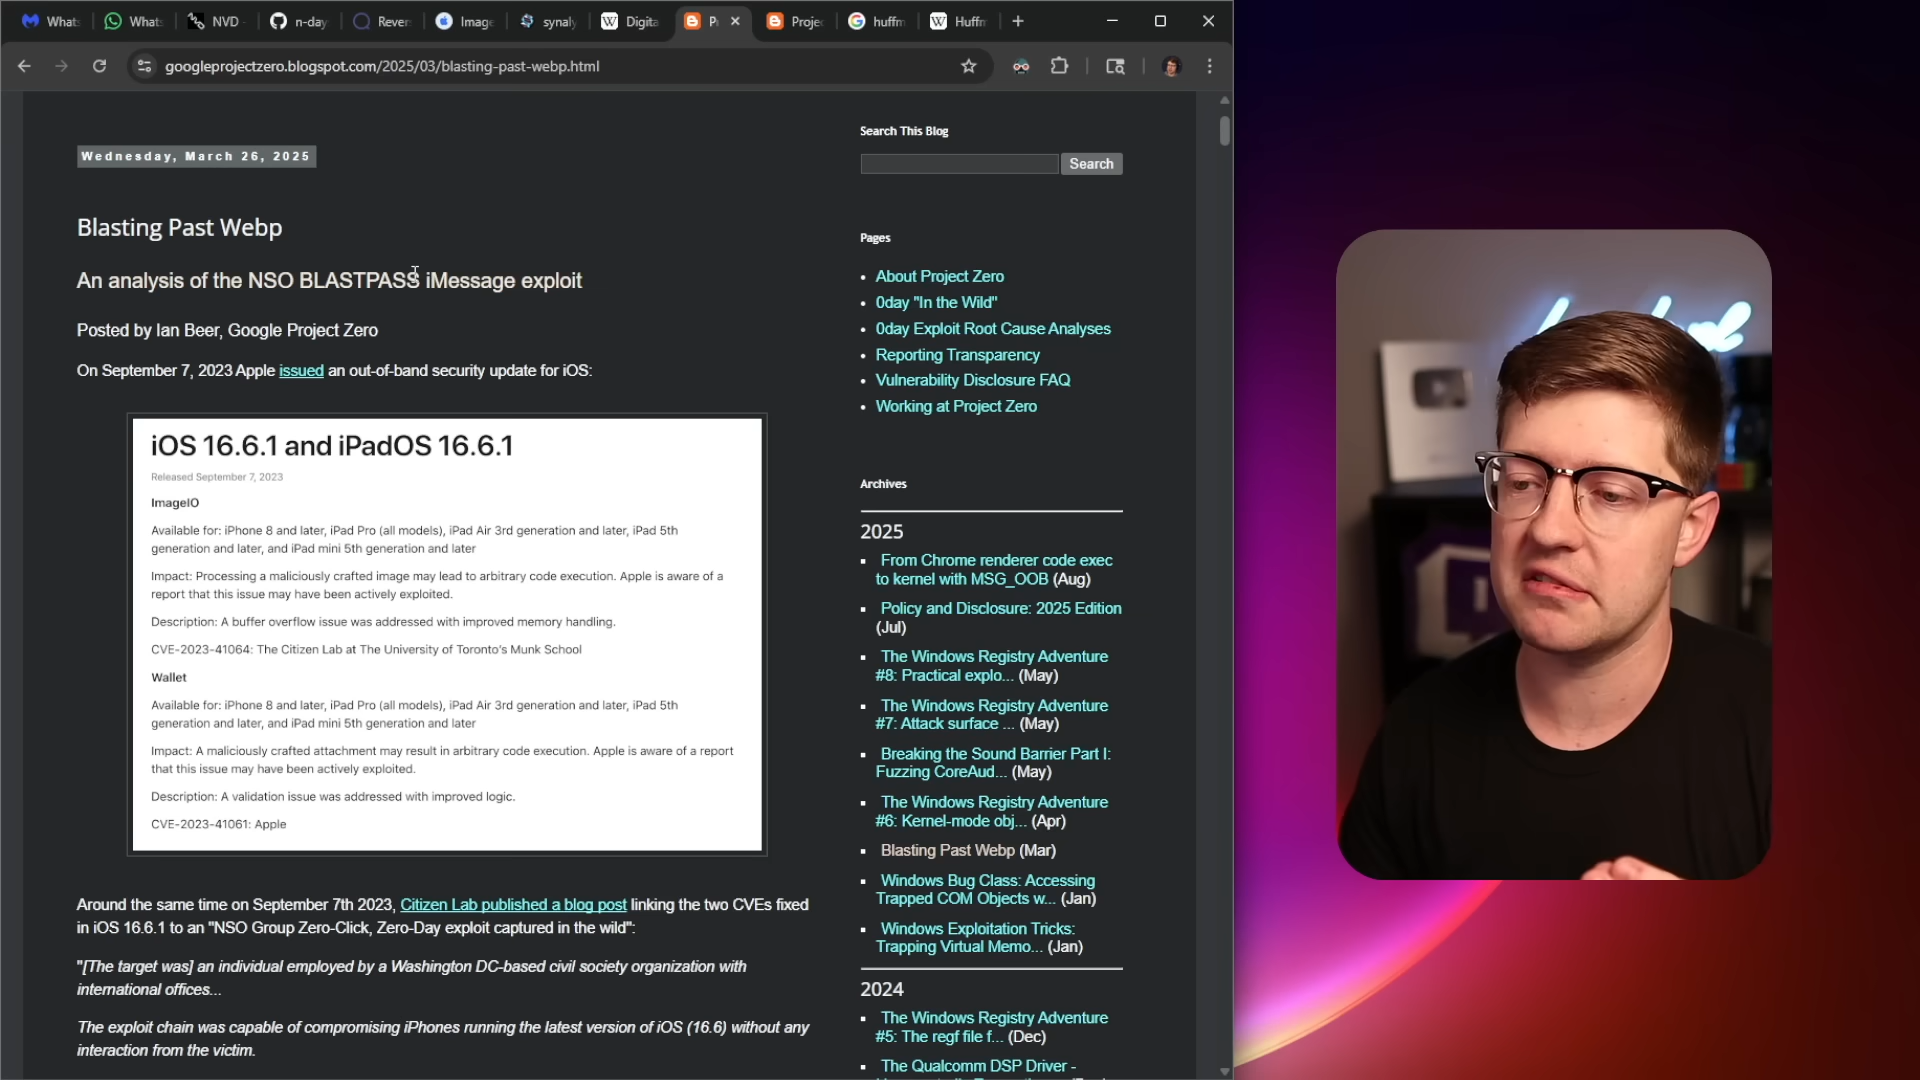 Whats
Whats
NVD -
n-day
Rever
Image
synaly
Digita
P
Proje
huffm
Huffm
googleprojectzero.blogspot.com/2025/03/blasting-past-webp.html
Wednesday, March 26, 2025
Blasting Past Webp
An analysis of the NSO BLASTPASS iMessage exploit
Posted by Ian Beer, Google Project Zero
On September 7, 2023 Apple issued an out-of-band security update for iOS:
iOS 16.6.1 and iPadOS 16.6.1
Released September 7, 2023
ImageIO
Available for: iPhone 8 and later, iPad Pro (all models), iPad Air 3rd generation and later, iPad 5th
generation and later, and iPad mini 5th generation and later
Impact: Processing a maliciously crafted image may lead to arbitrary code execution. Apple is aware of a
report that this issue may have been actively exploited.
Description: A buffer overflow issue was addressed with improved memory handling.
CVE-2023-41064: The Citizen Lab at The University of Toronto's Munk School
Wallet
Available for: iPhone 8 and later, iPad Pro (all models), iPad Air 3rd generation and later, iPad 5th
generation and later, and iPad mini 5th generation and later
Impact: A maliciously crafted attachment may result in arbitrary code execution. Apple is aware of a report
that this issue may have been actively exploited.
Description: A validation issue was addressed with improved logic.
CVE-2023-41061: Apple
Around the same time on September 7th 2023, Citizen Lab published a blog post linking the two CVEs fixed
in iOS 16.6.1 to an "NSO Group Zero-Click, Zero-Day exploit captured in the wild":
"[The target was] an individual employed by a Washington DC-based civil society organization with
international offices...
The exploit chain was capable of compromising iPhones running the latest version of iOS (16.6) without any
interaction from the victim.
Search This Blog
Search
Pages
About Project Zero
0day "In the Wild"
0day Exploit Root Cause Analyses
Reporting Transparency
Vulnerability Disclosure FAQ
Working at Project Zero
Archives
2025
From Chrome renderer code exec
to kernel with MSG_OOB (Aug)
Policy and Disclosure: 2025 Edition
(Jul)
The Windows Registry Adventure
#8: Practical explo... (May)
The Windows Registry Adventure
#7: Attack surface ... (May)
Breaking the Sound Barrier Part I:
Fuzzing CoreAud... (May)
The Windows Registry Adventure
#6: Kernel-mode obj... (Apr)
Blasting Past Webp (Mar)
Windows Bug Class: Accessing
Trapped COM Objects w... (Jan)
Windows Exploitation Tricks:
Trapping Virtual Memo... (Jan)
2024
The Windows Registry Adventure
#5: The regf file f... (Dec)
The Qualcomm DSP Driver -